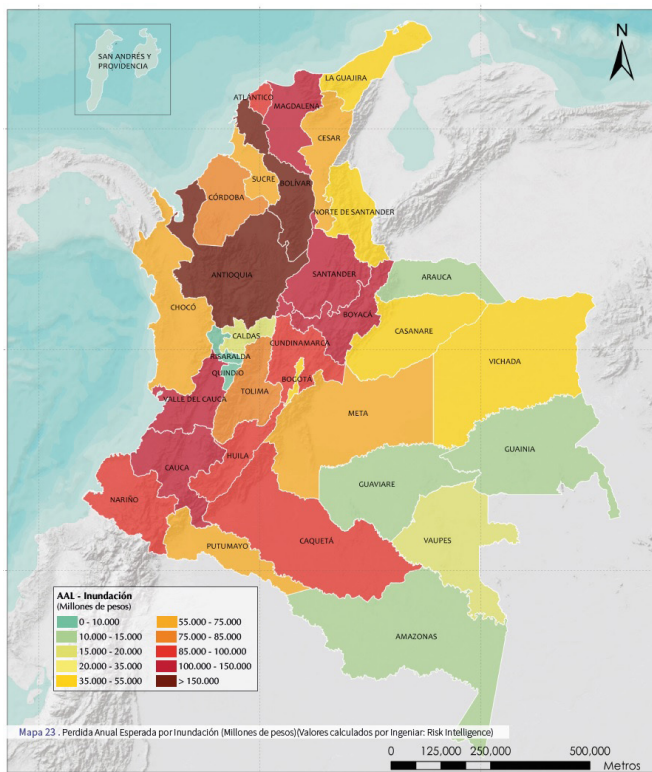 SAN ANDRÉS Y
PROVIDENCIA
LA GUAJIRA
ATLÁNTICO
MAGDALENA
CESAR
SUCRE
BOLÍVAR
CÓRDOBA
NORTE DE SANTANDER
ANTIOQUIA
SANTANDER
ARAUCA
CHOCÓ
BOYACÁ
CASANARE
CALDAS
CUNDINAMARCA
VICHADA
RISARALDA
QUINDIO
BOGOTÁ
TOLIMA
VALLE DEL CAUCA
META
GUAINIA
HUILA
CAUCA
GUAVIARE
NARIÑO
CAQUETÁ
VAUPES
PUTUMAYO
AMAZONAS
AAL - Inundación
(Millones de pesos)
0 - 10.000
10.000 - 15.000
15.000 - 20.000
20.000 - 35.000
35.000 - 55.000
55.000 - 75.000
75.000 - 85.000
85.000 - 100.000
100.000 - 150.000
> 150.000
Mapa 23 . Perdida Anual Esperada por Inundación (Millones de pesos)(Valores calculados por Ingeniar: Risk Intelligence)
0 125,000 250,000 500,000
Metros
N